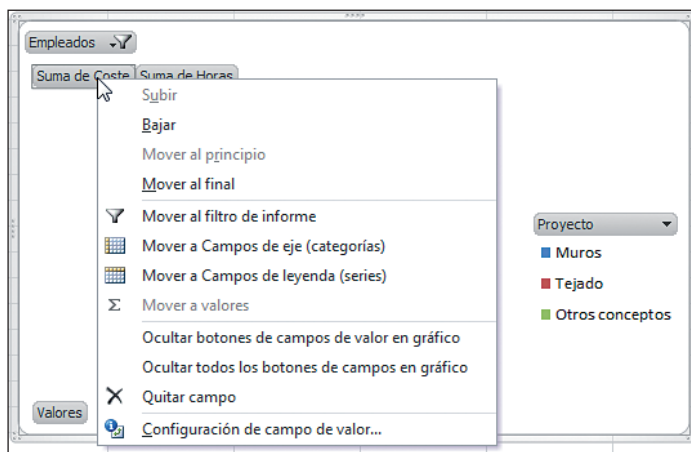 Empleados
Suma de Coste Suma de Horas
Subir
Bajar
Mover al principio
Mover al final
Mover al filtro de informe
Mover a Campos de eje (categorías)
Mover a Campos de leyenda (series)
Σ Mover a valores
Ocultar botones de campos de valor en gráfico
Ocultar todos los botones de campos en gráfico
Quitar campo
Configuración de campo de valor...
Proyecto
Muros
Tejado
Otros conceptos
Valores